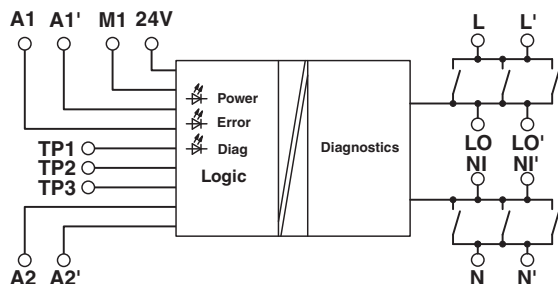 A1 A1' M1 24V L L'
Power
Error
TP1 Diag Diagnostics LO LO'
TP2 Logic NI NI'
TP3
A2 A2' N N'